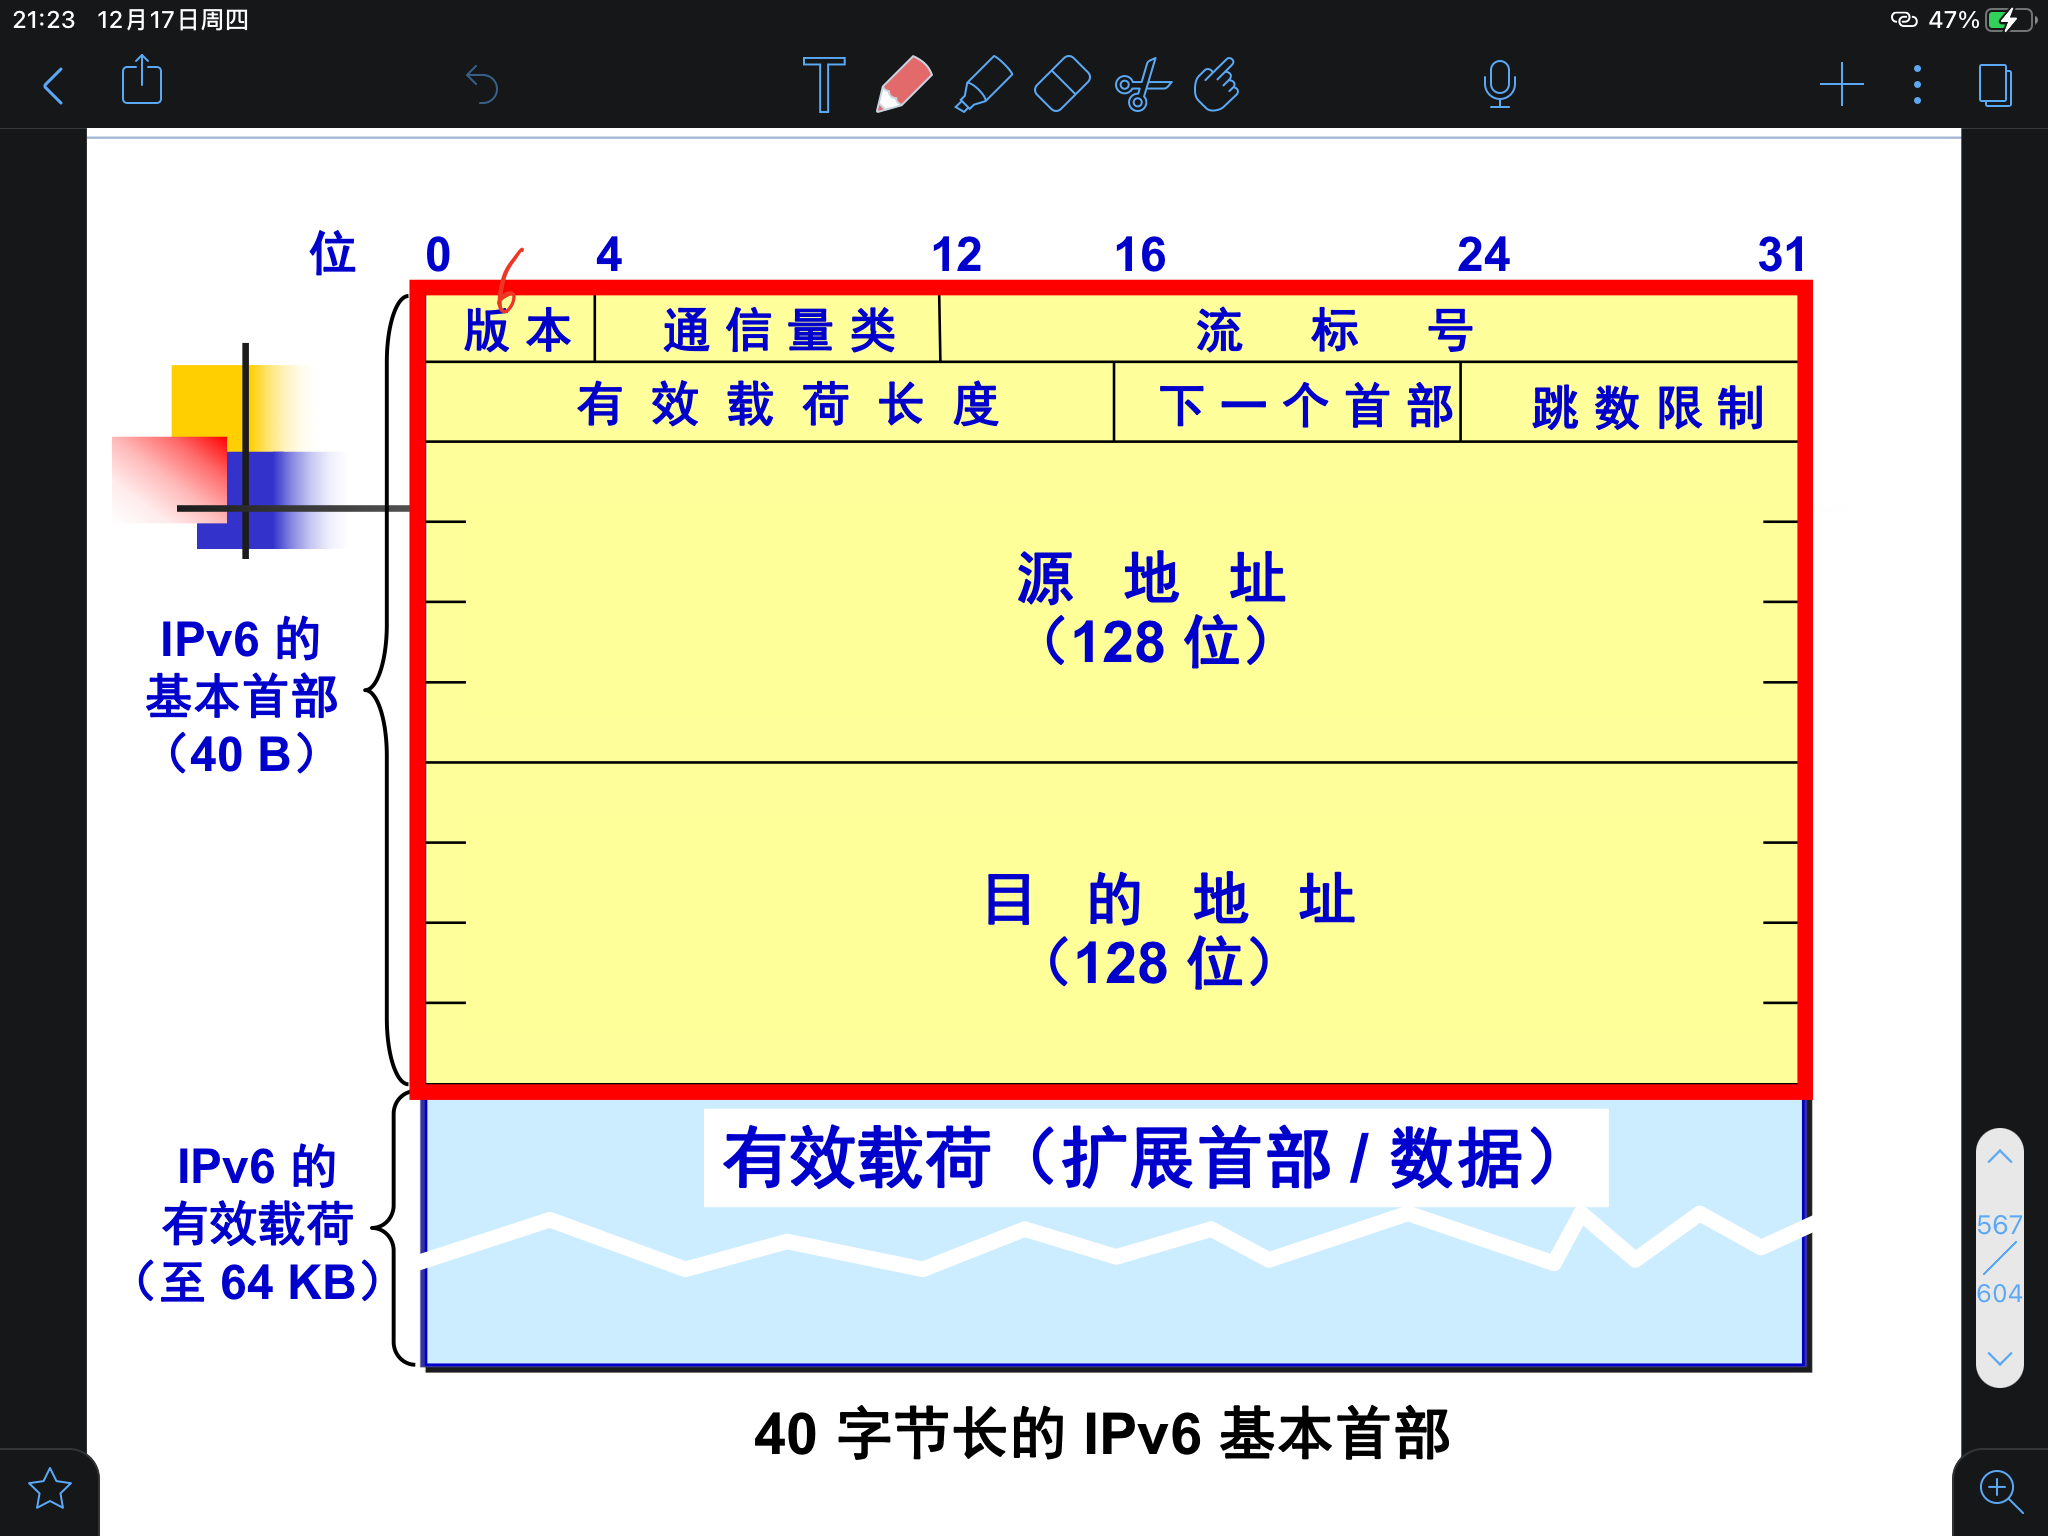 21:23 12月17日周四 47%
位 0 4 12 16 24 31
6
版本 通信量类 流标号
有效载荷长度 下一个首部 跳数限制
源地址
（128 位）
IPv6 的
基本首部
（40 B）
目的地址
（128 位）
有效载荷（扩展首部 / 数据）
IPv6 的
有效载荷
（至 64 KB）
567
604
40 字节长的 IPv6 基本首部